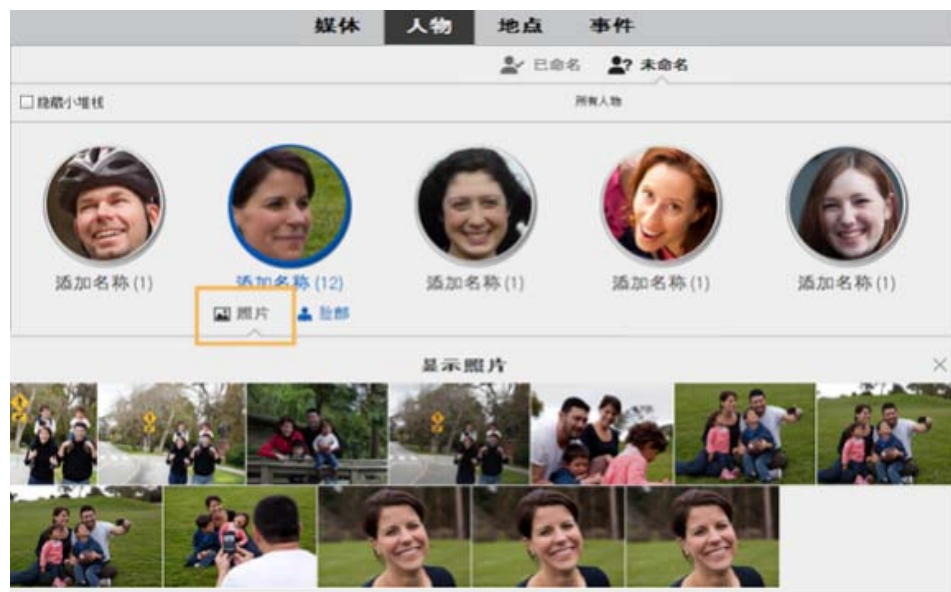 媒体 人物 地点 事件
已命名 未命名
隐藏小堆栈 所有人物
添加名称(1) 添加名称(12) 添加名称(1) 添加名称(1) 添加名称(1)
照片 脸部
显示照片